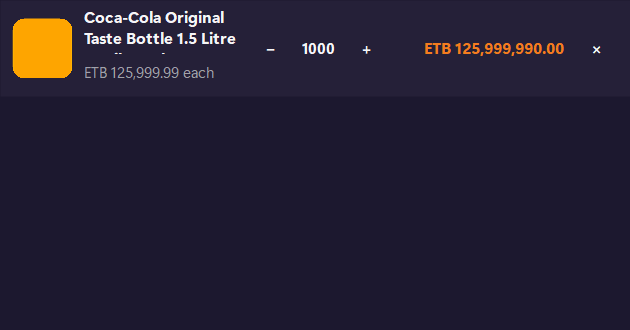 Coca-Cola Original
Taste Bottle 1.5 Litre
ETB 125,999.99 each
− 1000 +
ETB 125,999,990.00 ×